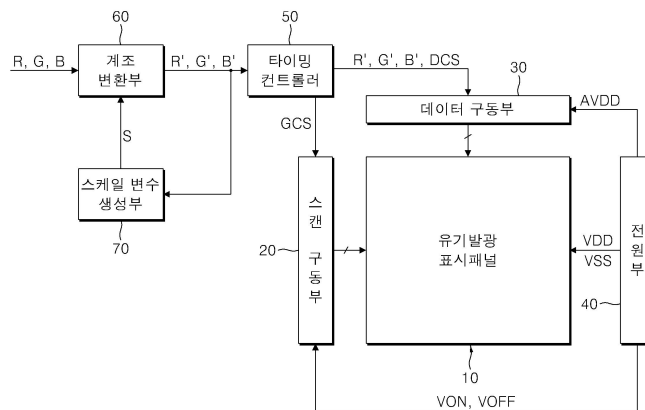 60
50
R, G, B
계조
변환부
R', G', B'
타이밍
컨트롤러
R', G', B', DCS
30
데이터 구동부
AVDD
S
GCS
스케일 변수
생성부
70
20
스캔 구동부
유기발광
표시패널
VDD
VSS
전원부
40
10
VON, VOFF